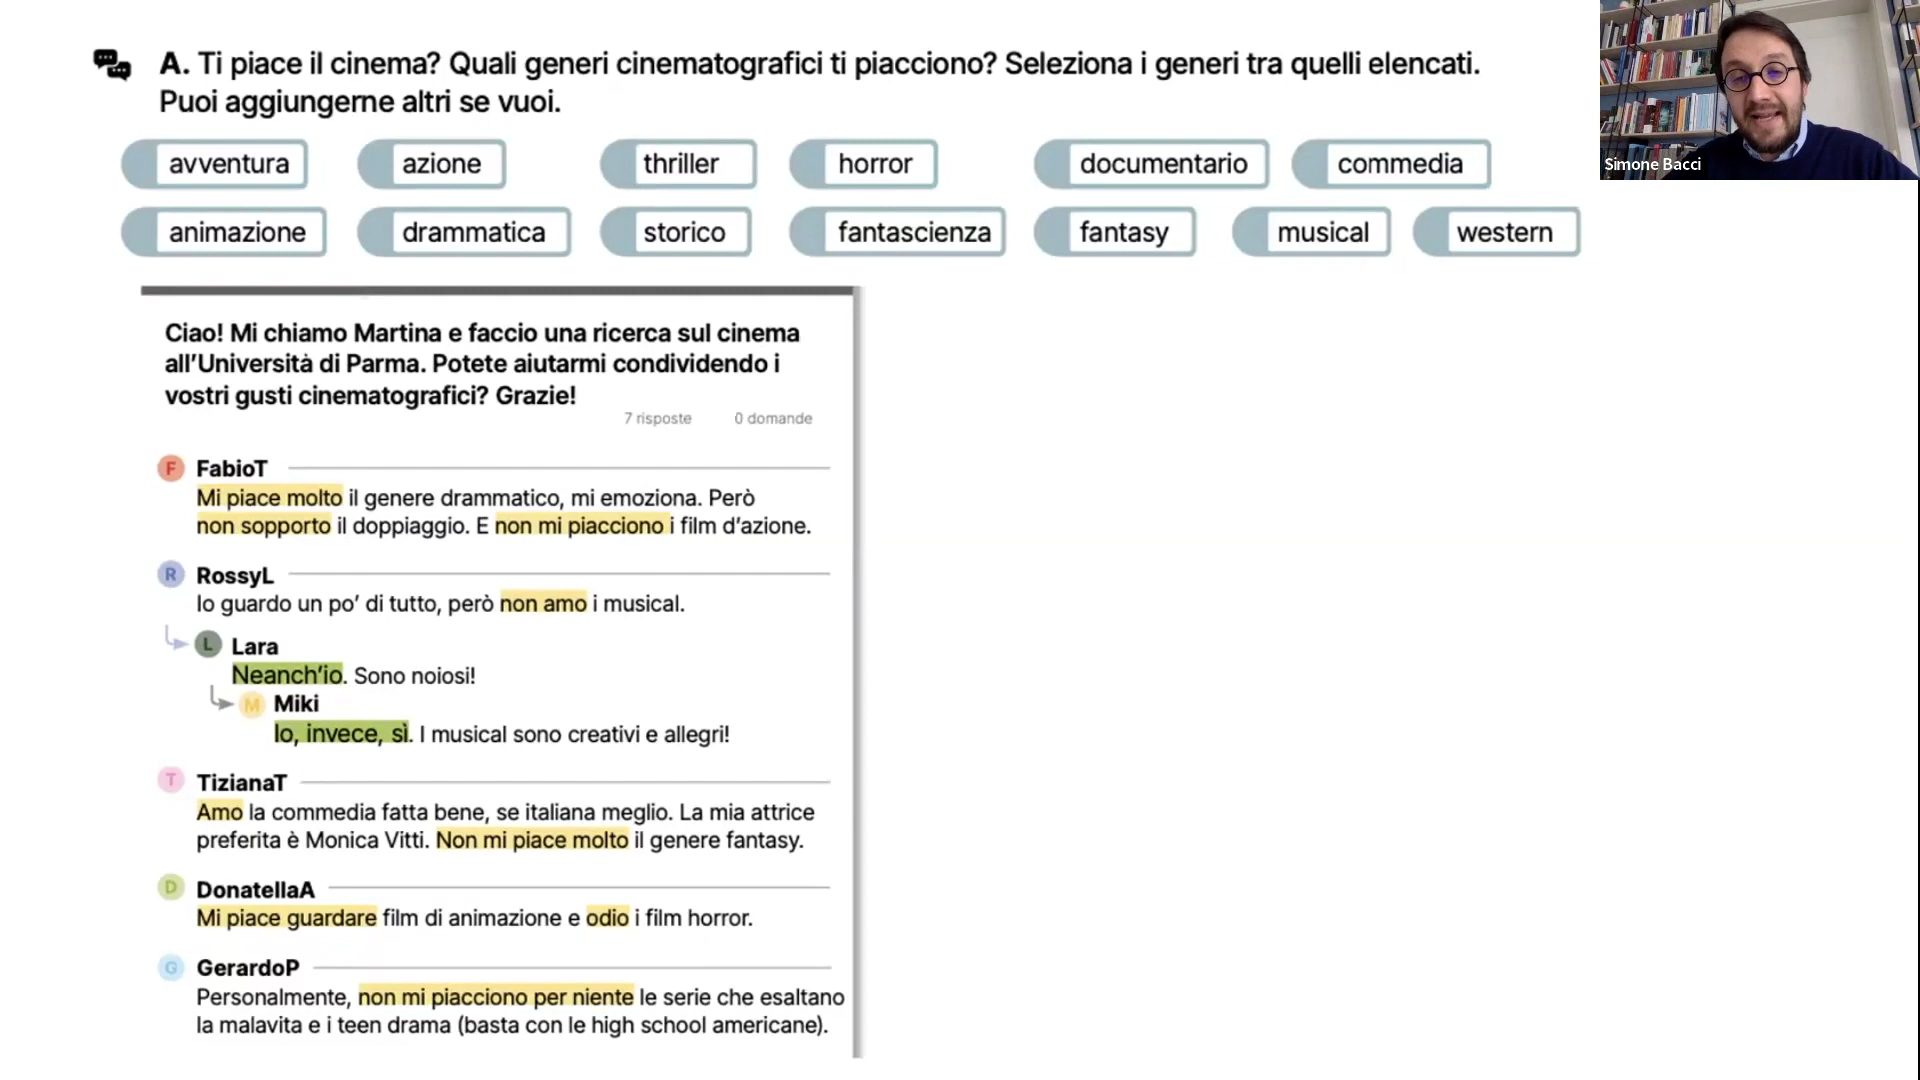 A. Ti piace il cinema? Quali generi cinematografici ti piacciono? Seleziona i generi tra quelli elencati.
Puoi aggiungerne altri se vuoi.
avventura azione thriller horror documentario commedia
animazione drammatica storico fantascienza fantasy musical western
Simone Bacci
Ciao! Mi chiamo Martina e faccio una ricerca sul cinema
all'Università di Parma. Potete aiutarmi condividendo i
vostri gusti cinematografici? Grazie!
7 risposte 0 domande
F FabioT
Mi piace molto il genere drammatico, mi emoziona. Però
non sopporto il doppiaggio. E non mi piacciono i film d'azione.
R RossyL
Io guardo un po' di tutto, però non amo i musical.
L Lara
Neanch'io. Sono noiosi!
M Miki
Io, invece, sì. I musical sono creativi e allegri!
T TizianaT
Amo la commedia fatta bene, se italiana meglio. La mia attrice
preferita è Monica Vitti. Non mi piace molto il genere fantasy.
D DonatellaA
Mi piace guardare film di animazione e odio i film horror.
G GerardoP
Personalmente, non mi piacciono per niente le serie che esaltano
la malavita e i teen drama (basta con le high school americane).